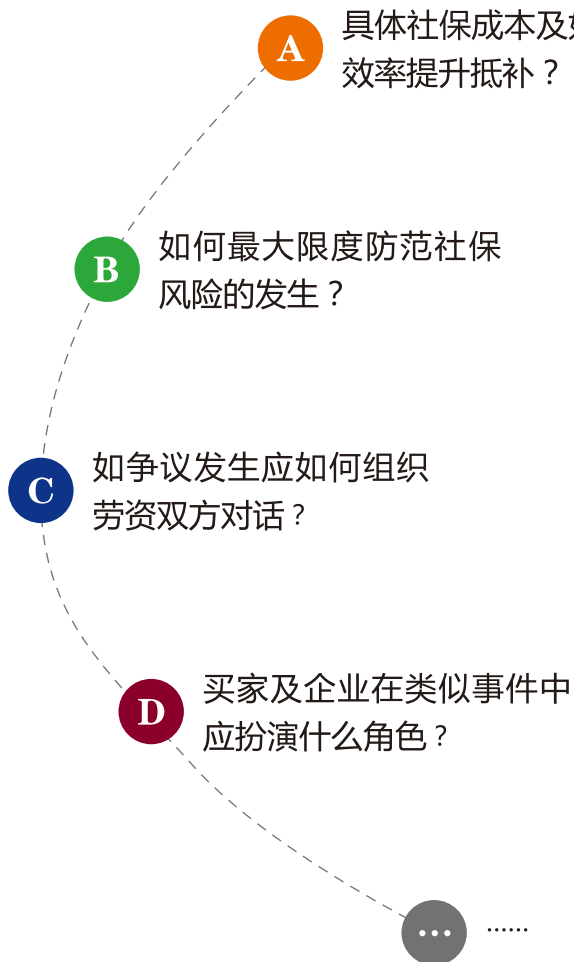 A
具体社保成本及
效率提升抵补？
B
如何最大限度防范社保
风险的发生？
C
如争议发生应如何组织
劳资双方对话？
D
买家及企业在类似事件中
应扮演什么角色？
...
......